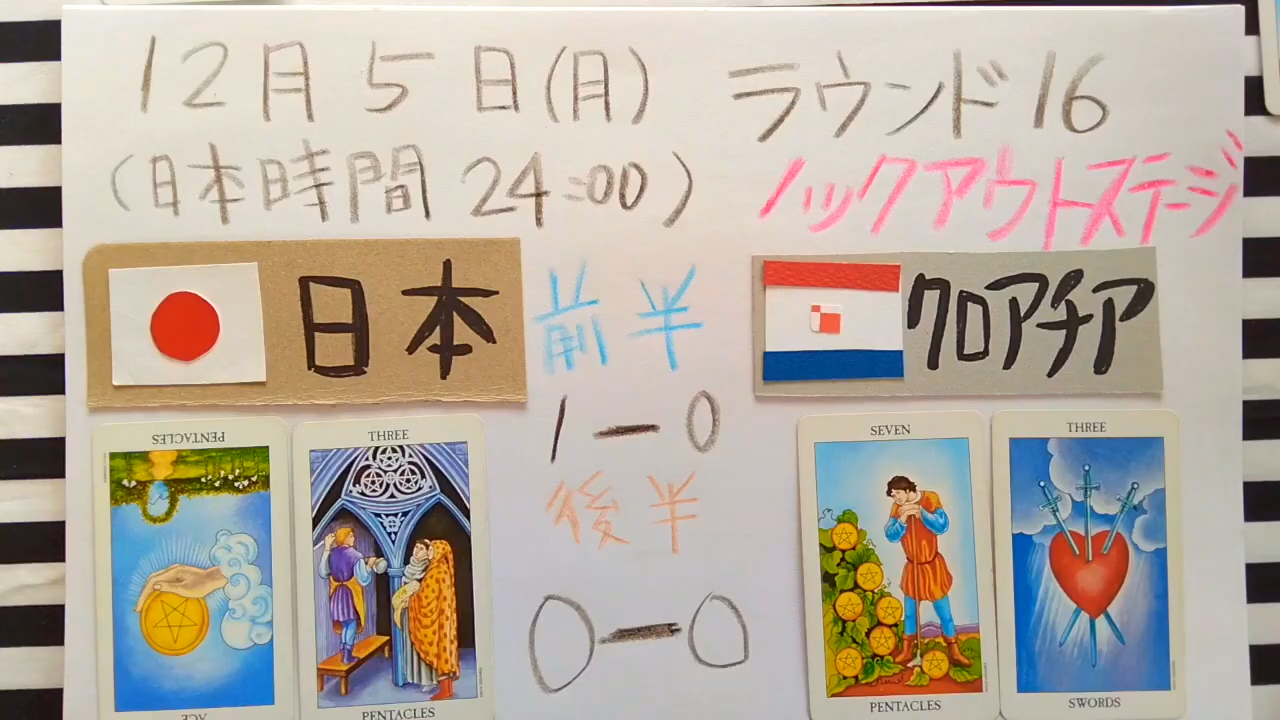 12月5日(月) ラウンド16
(日本時間 24:00) ノックアウトステージ
日本 前半 クロアチア
1ー0
後半
0ー0
PENTACLES
ACE
THREE
PENTACLES
SEVEN
PENTACLES
THREE
SWORDS